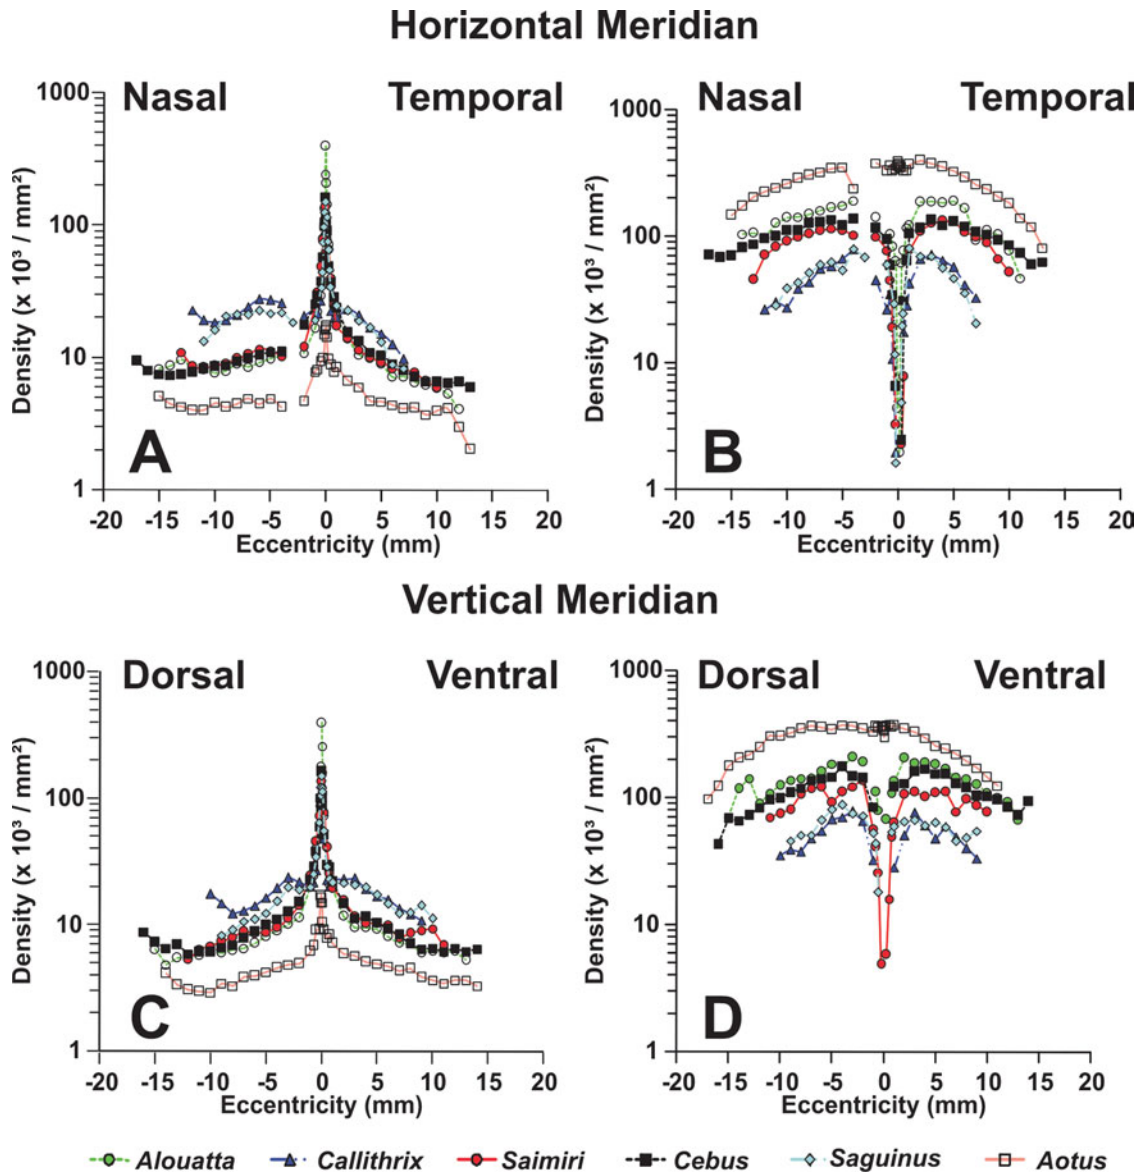 Horizontal Meridian
Nasal Temporal
Nasal Temporal
1000
100
10
1
Density (x 10³ / mm²)
A
-20 -15 -10 -5 0 5 10 15 20
Eccentricity (mm)
1000
100
10
1
Density (x 10³ / mm²)
B
-20 -15 -10 -5 0 5 10 15 20
Eccentricity (mm)
Vertical Meridian
Dorsal Ventral
Dorsal Ventral
1000
100
10
1
Density (x 10³ / mm²)
C
-20 -15 -10 -5 0 5 10 15 20
Eccentricity (mm)
1000
100
10
1
Density (x 10³ / mm²)
D
-20 -15 -10 -5 0 5 10 15 20
Eccentricity (mm)
Alouatta Callithrix Saimiri Cebus Saguinus Aotus